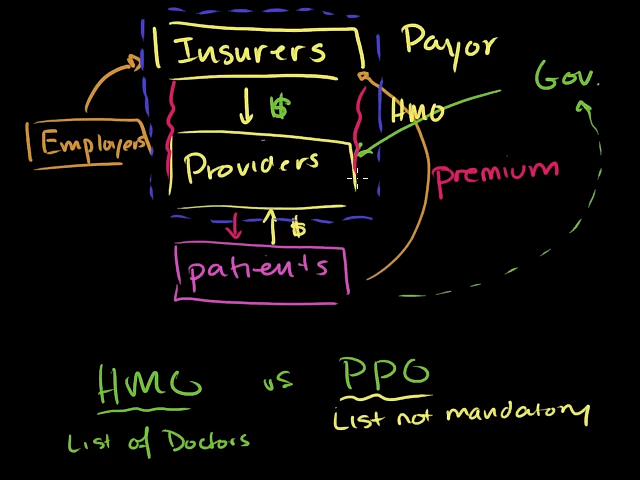 Insurers
Payor
Gov.
$
HMO
Employers
Providers
premium
$
patients
HMO vs PPO
List of Doctors
List not mandatory